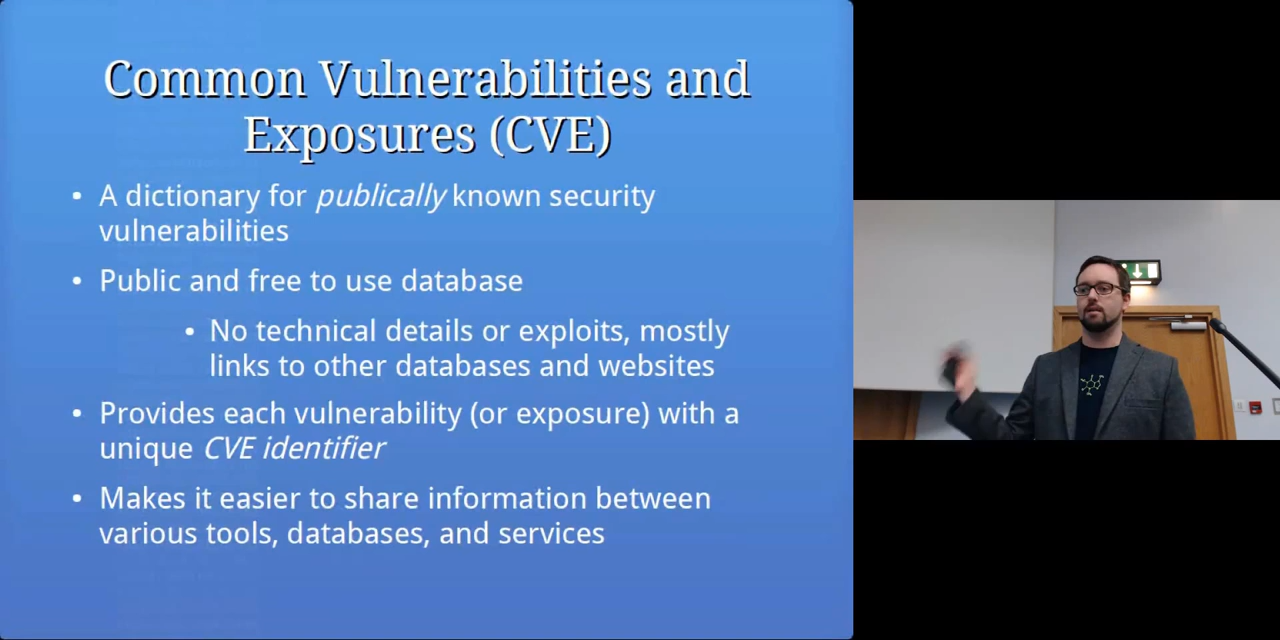 Common Vulnerabilities and
Exposures (CVE)
• A dictionary for publically known security
vulnerabilities
• Public and free to use database
• No technical details or exploits, mostly
links to other databases and websites
• Provides each vulnerability (or exposure) with a
unique CVE identifier
• Makes it easier to share information between
various tools, databases, and services